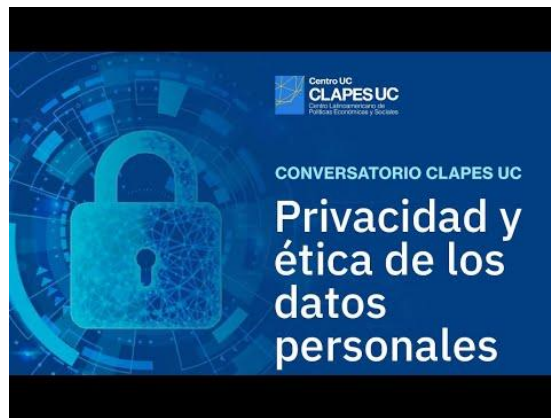 Centro UC
CLAPES UC
Centro Latinoamericano de
Políticas Económicas y Sociales
CONVERSATORIO CLAPES UC
Privacidad y
ética de los
datos
personales